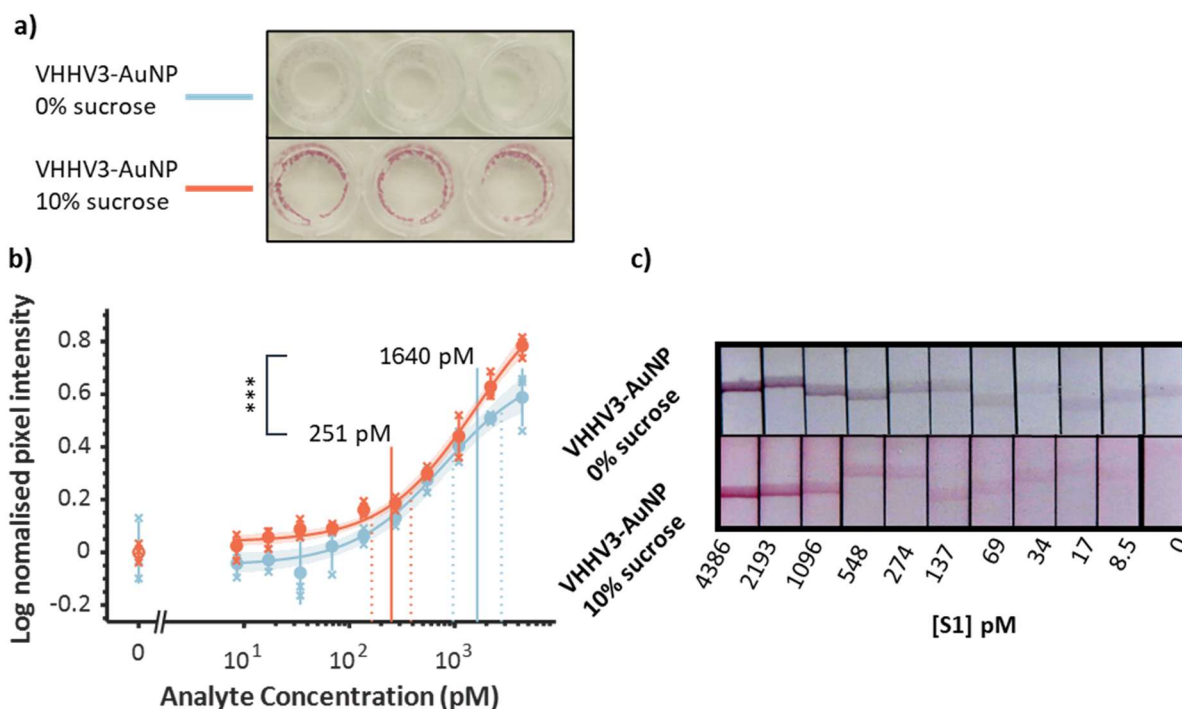 a)
VHHV3-AuNP
0% sucrose
VHHV3-AuNP
10% sucrose
b)
Log normalised pixel intensity
0.8
0.6
0.4
0.2
0
-0.2
***
1640 pM
251 pM
0
10¹
10²
10³
Analyte Concentration (pM)
c)
VHHV3-AuNP
0% sucrose
VHHV3-AuNP
10% sucrose
4386
2193
1096
548
274
137
69
34
17
8.5
0
[S1] pM